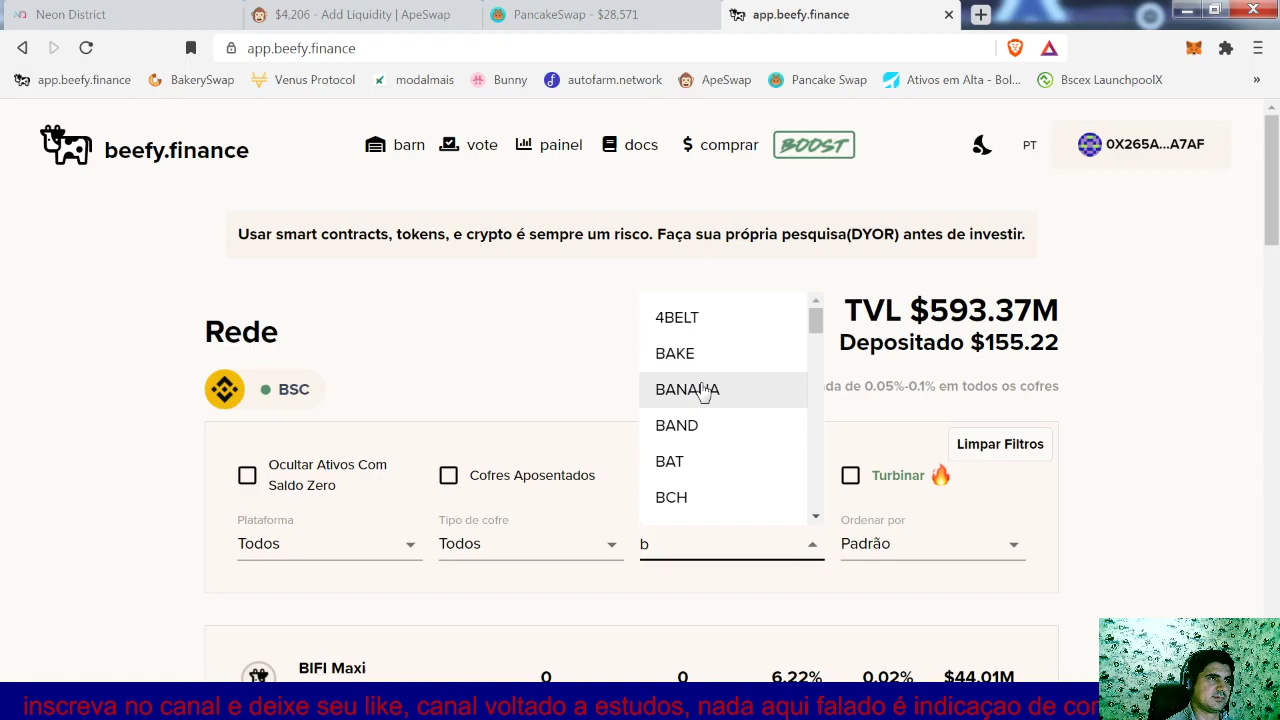 Neon District
$4.206 - Add Liquidity | ApeSwap
PancakeSwap - $28,571
app.beefy.finance
app.beefy.finance
app.beefy.finance
BakerySwap
Venus Protocol
modalmais
Bunny
autofarm.network
ApeSwap
Pancake Swap
Ativos em Alta - Bol...
Bscex LaunchpoolX
»
beefy.finance
barn
vote
painel
docs
comprar
BOOST
PT
0X265A...A7AF
Usar smart contracts, tokens, e crypto é sempre um risco. Faça sua própria pesquisa(DYOR) antes de investir.
Rede
TVL $593.37M
Depositado $155.22
BSC
da de 0.05%-0.1% em todos os cofres
4BELT
BAKE
BANANA
BAND
BAT
BCH
Limpar Filtros
Ocultar Ativos Com
Saldo Zero
Cofres Aposentados
Turbinar
Plataforma
Todos
Tipo de cofre
Todos
b
Ordenar por
Padrão
BIFI Maxi
0
0
6.22%
0.02%
$44.01M
inscreva no canal e deixe seu like, canal voltado a estudos, nada aqui falado é indicaçao de con